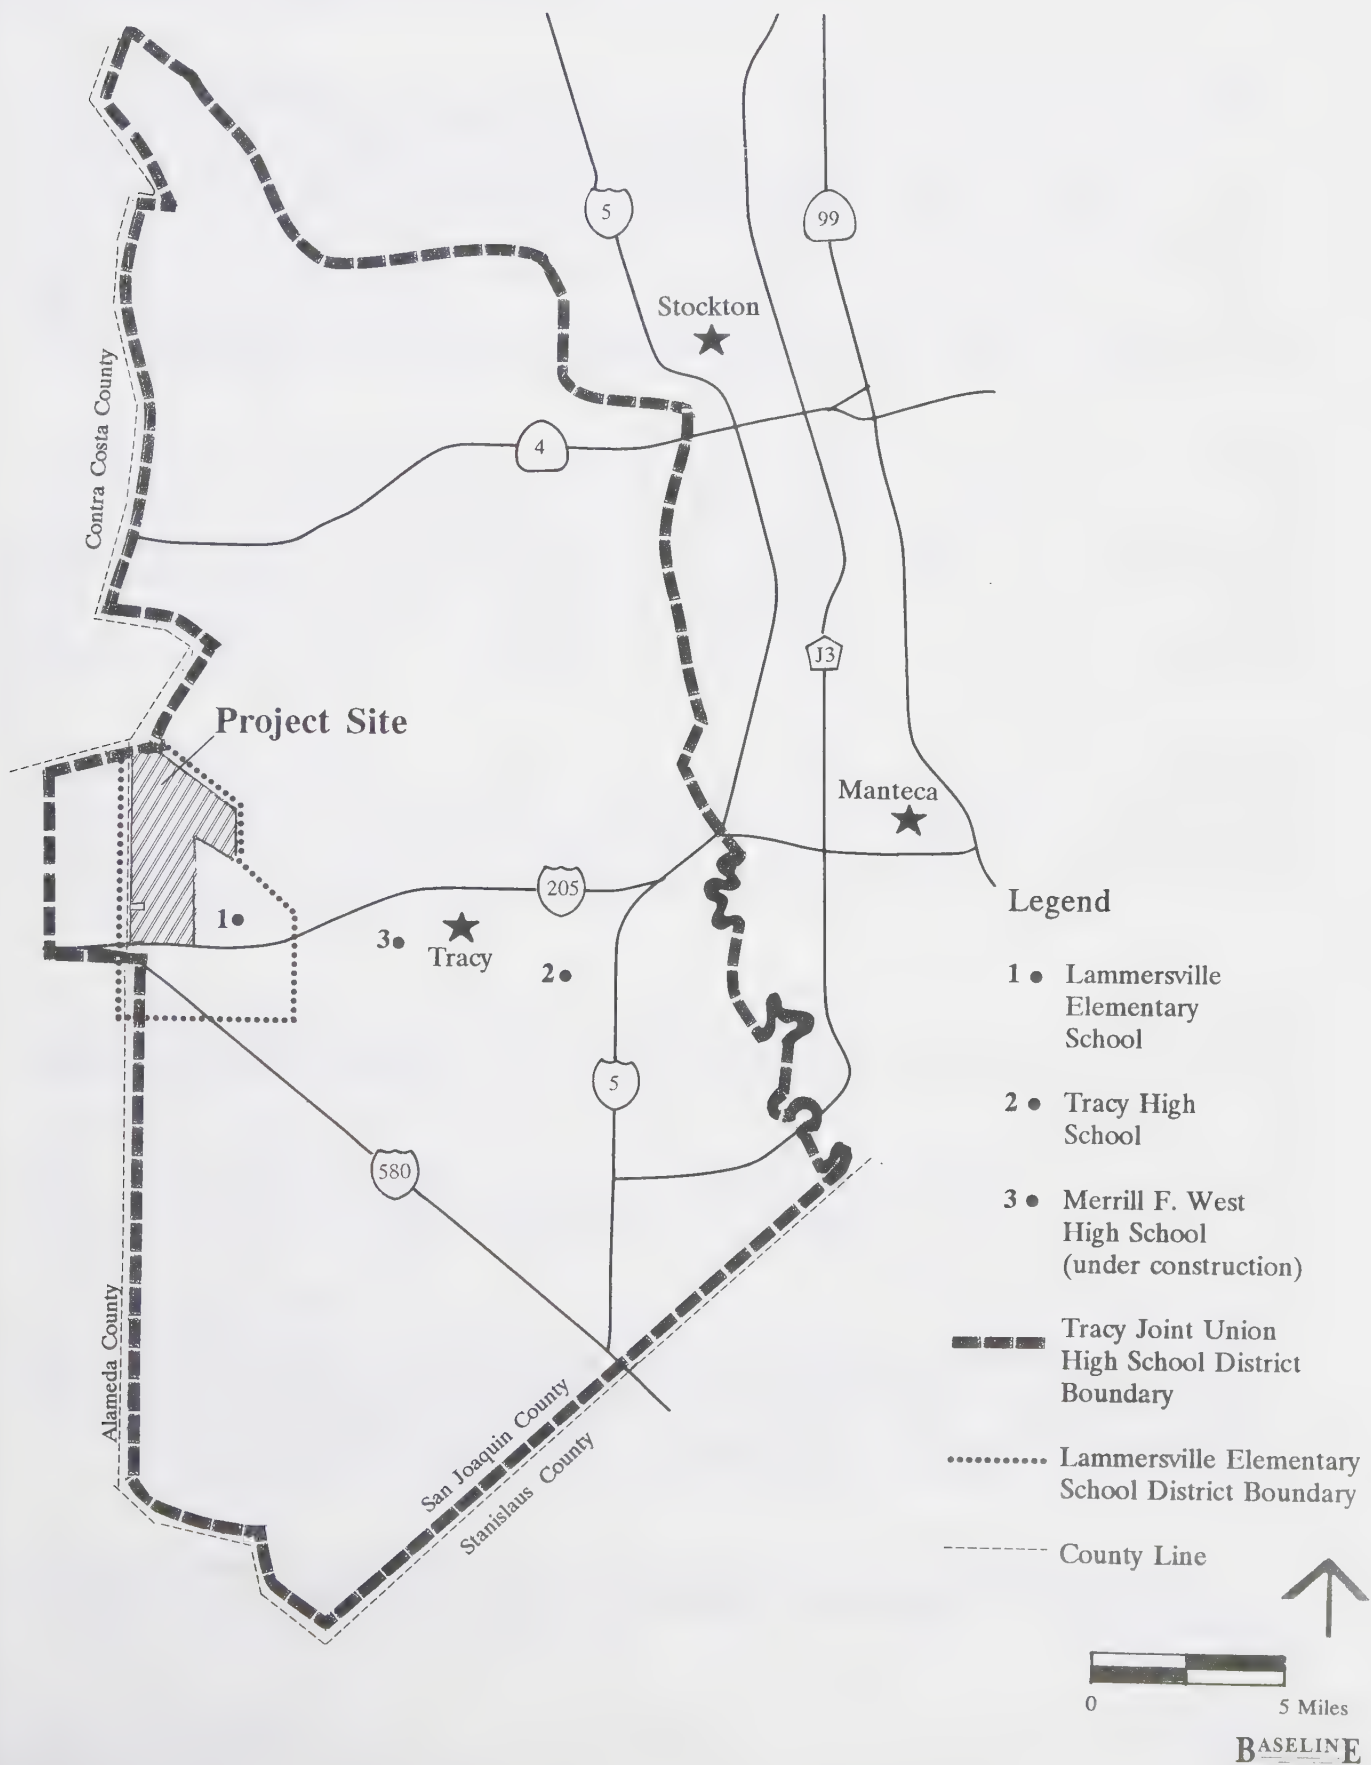 5
99
Stockton
Contra Costa County
4
J3
Project Site
Manteca
205
1
3
Tracy
2
5
580
Alameda County
San Joaquin County
Stanislaus County
Legend
1 Lammersville
Elementary
School
2 Tracy High
School
3 Merrill F. West
High School
(under construction)
Tracy Joint Union
High School District
Boundary
Lammersville Elementary
School District Boundary
County Line
0 5 Miles
BASELINE